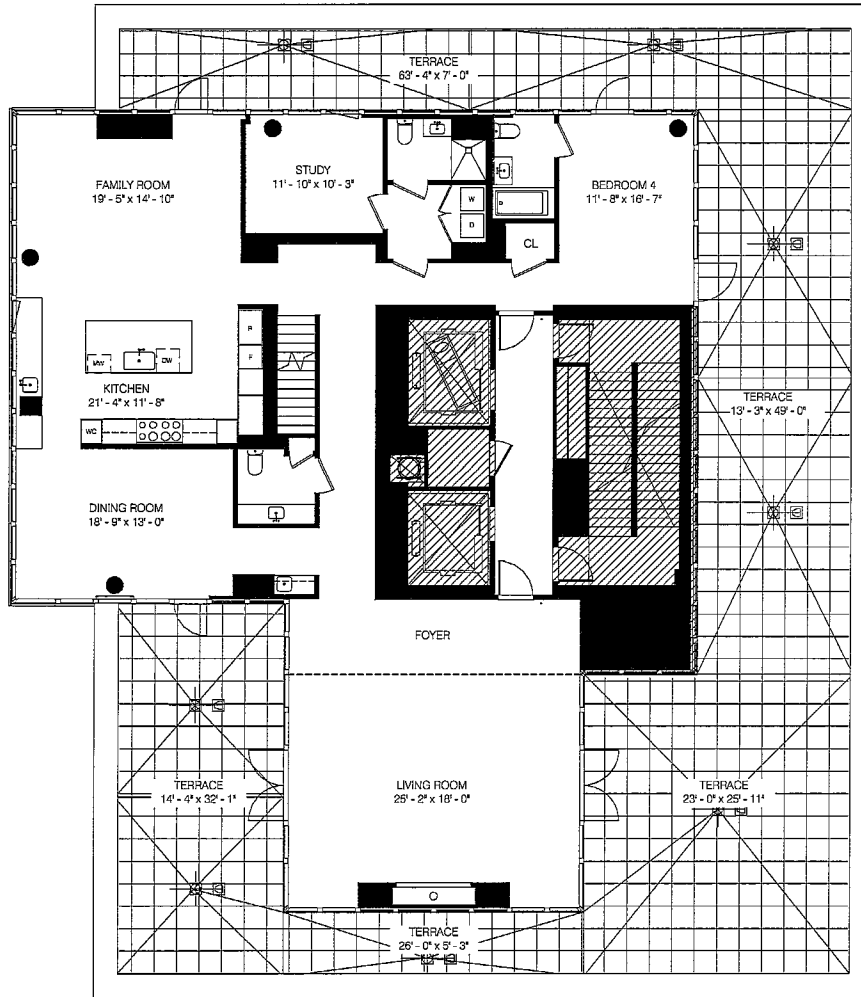 TERRACE
63' - 4" x 7' - 0"
FAMILY ROOM
19' - 5" x 14' - 10"
STUDY
11' - 10" x 10' - 3"
BEDROOM 4
11' - 8" x 16' - 7"
W
D
CL
R
F
MW
DW
KITCHEN
21' - 4" x 11' - 8"
WC
TERRACE
13' - 3" x 49' - 0"
DINING ROOM
18' - 9" x 13' - 0"
FOYER
TERRACE
14' - 4" x 32' - 1"
LIVING ROOM
25' - 2" x 18' - 0"
TERRACE
23' - 0" x 25' - 11"
TERRACE
26' - 0" x 5' - 3"